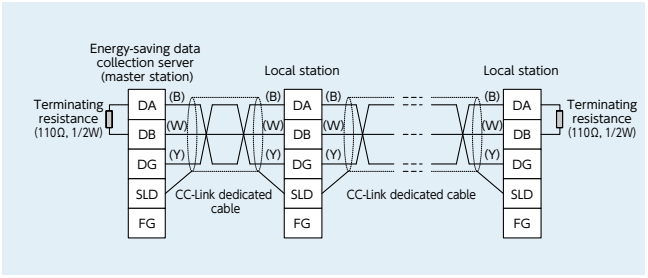 Energy-saving data
collection server
(master station)
Local station
Local station
Terminating
resistance
(110Ω, 1/2W)
DA
DB
DG
SLD
FG
(B)
(W)
(Y)
(B)
(W)
(Y)
CC-Link dedicated
cable
DA
DB
DG
SLD
FG
(B)
(W)
(Y)
CC-Link dedicated cable
(B)
(W)
(Y)
DA
DB
DG
SLD
FG
Terminating
resistance
(110Ω, 1/2W)